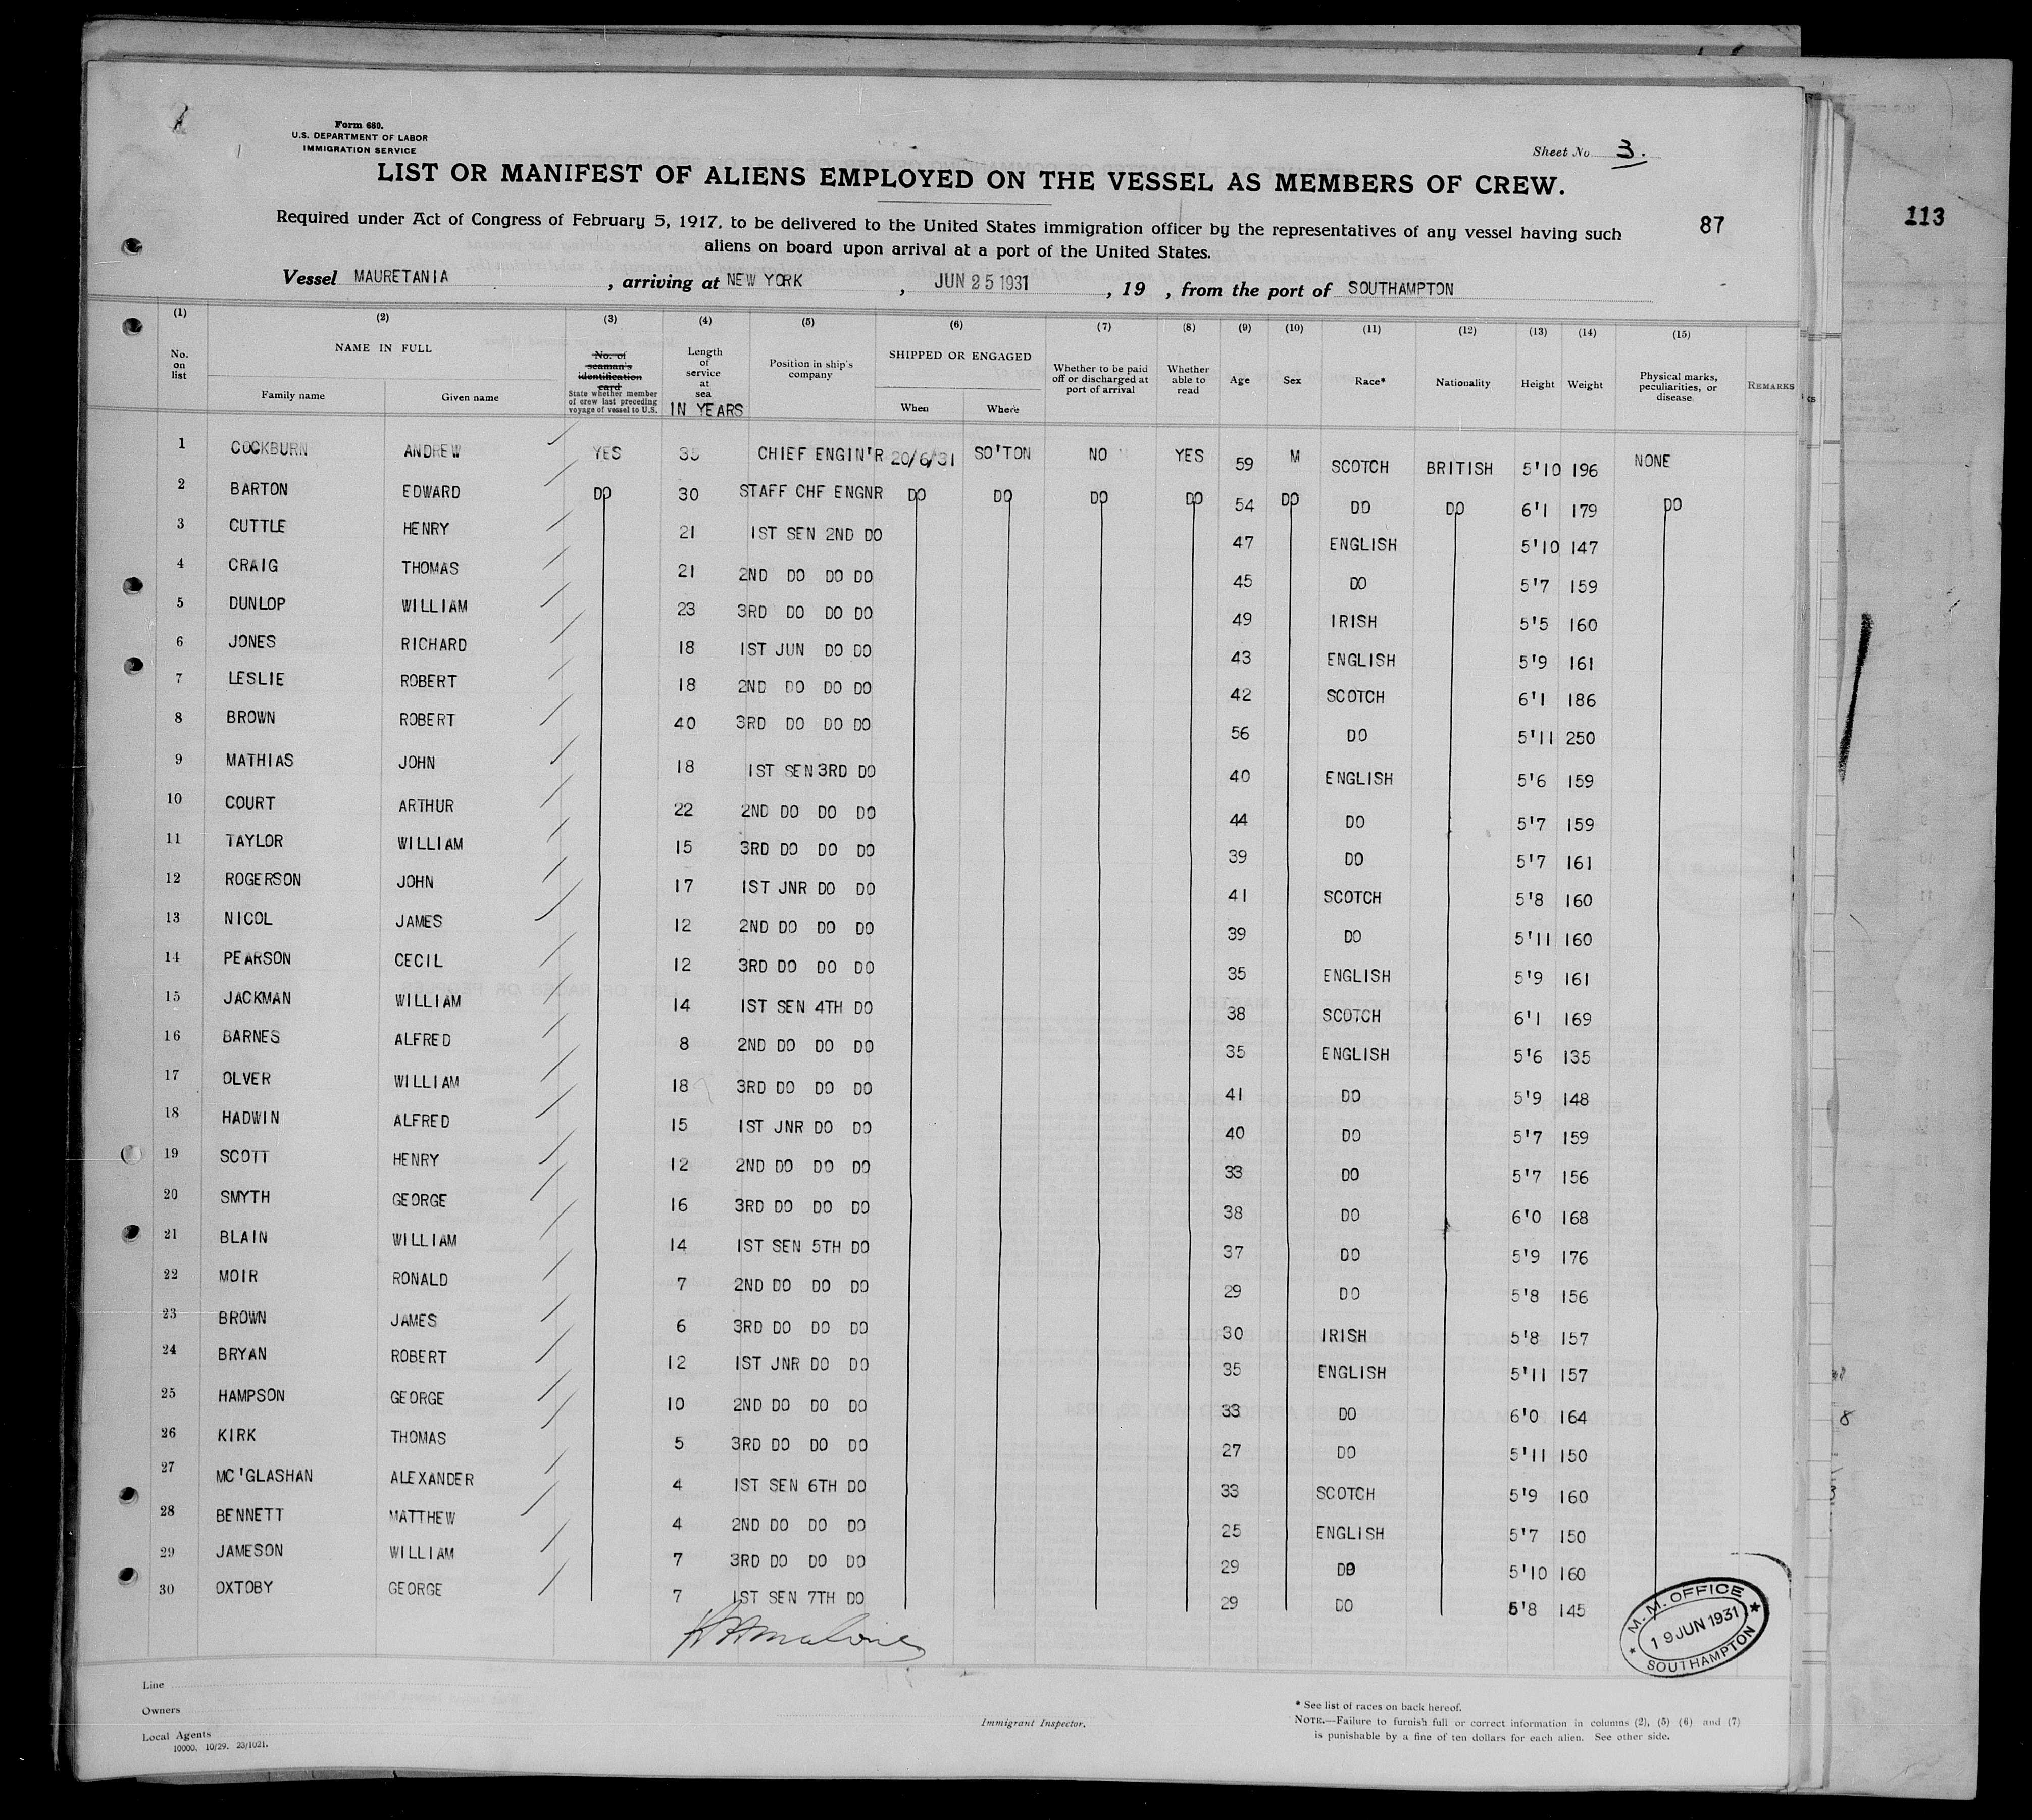 Form 689.
U.S. DEPARTMENT OF LABOR
IMMIGRATION SERVICE
Sheet No 3.
LIST OR MANIFEST OF ALIENS EMPLOYED ON THE VESSEL AS MEMBERS OF CREW.
Required under Act of Congress of February 5, 1917, to be delivered to the United States immigration officer by the representatives of any vessel having such
aliens on board upon arrival at a port of the United States.
87
113
Vessel MAURETANIA, arriving at NEW YORK, JUN 25 1931, 19 , from the port of SOUTHAMPTON
(1) (2) (3) (4) (5) (6) (7) (8) (9) (10) (11) (12) (13) (14) (15)
No. on list
NAME IN FULL
Family name Given name
No. of seaman's identification card
State whether member of crew last preceding voyage of vessel to U.S.
Length of service at sea
IN YEARS
Position in ship's company
SHIPPED OR ENGAGED
When Where
Whether to be paid off or discharged at port of arrival
Whether able to read
Age Sex Race* Nationality Height Weight
Physical marks, peculiarities, or disease
REMARKS
1 COCKBURN ANDREW YES 35 CHIEF ENGIN'R 20/6/31 SO'TON NO YES 59 M SCOTCH BRITISH 5'10 196 NONE
2 BARTON EDWARD DO 30 STAFF CHF ENGNR DO DO DO DO 54 DO DO DO 6'1 179 DO
3 CUTTLE HENRY 21 1ST SEN 2ND DO 47 ENGLISH 5'10 147
4 CRAIG THOMAS 21 2ND DO DO DO 45 DO 5'7 159
5 DUNLOP WILLIAM 23 3RD DO DO DO 49 IRISH 5'5 160
6 JONES RICHARD 18 1ST JUN DO DO 43 ENGLISH 5'9 161
7 LESLIE ROBERT 18 2ND DO DO DO 42 SCOTCH 6'1 186
8 BROWN ROBERT 40 3RD DO DO DO 56 DO 5'11 250
9 MATHIAS JOHN 18 1ST SEN 3RD DO 40 ENGLISH 5'6 159
10 COURT ARTHUR 22 2ND DO DO DO 44 DO 5'7 159
11 TAYLOR WILLIAM 15 3RD DO DO DO 39 DO 5'7 161
12 ROGERSON JOHN 17 1ST JNR DO DO 41 SCOTCH 5'8 160
13 NICOL JAMES 12 2ND DO DO DO 39 DO 5'11 160
14 PEARSON CECIL 12 3RD DO DO DO 35 ENGLISH 5'9 161
15 JACKMAN WILLIAM 14 1ST SEN 4TH DO 38 SCOTCH 6'1 169
16 BARNES ALFRED 8 2ND DO DO DO 35 ENGLISH 5'6 135
17 OLVER WILLIAM 18 3RD DO DO DO 41 DO 5'9 148
18 HADWIN ALFRED 15 1ST JNR DO DO 40 DO 5'7 159
19 SCOTT HENRY 12 2ND DO DO DO 33 DO 5'7 156
20 SMYTH GEORGE 16 3RD DO DO DO 38 DO 6'0 168
21 BLAIN WILLIAM 14 1ST SEN 5TH DO 37 DO 5'9 176
22 MOIR RONALD 7 2ND DO DO DO 29 DO 5'8 156
23 BROWN JAMES 6 3RD DO DO DO 30 IRISH 5'8 157
24 BRYAN ROBERT 12 1ST JNR DO DO 35 ENGLISH 5'11 157
25 HAMPSON GEORGE 10 2ND DO DO DO 33 DO 6'0 164
26 KIRK THOMAS 5 3RD DO DO DO 27 DO 5'11 150
27 MC'GLASHAN ALEXANDER 4 1ST SEN 6TH DO 33 SCOTCH 5'9 160
28 BENNETT MATTHEW 4 2ND DO DO DO 25 ENGLISH 5'7 150
29 JAMESON WILLIAM 7 3RD DO DO DO 29 DO 5'10 160
30 OXTOBY GEORGE 7 1ST SEN 7TH DO 29 DO 5'8 145
M. M. OFFICE
19 JUN 1931
SOUTHAMPTON
Line
Owners
Local Agents
10000. 10/29. 23/1021.
Immigrant Inspector.
* See list of races on back hereof.
NOTE.—Failure to furnish full or correct information in columns (2), (5) (6) and (7)
is punishable by a fine of ten dollars for each alien. See other side.